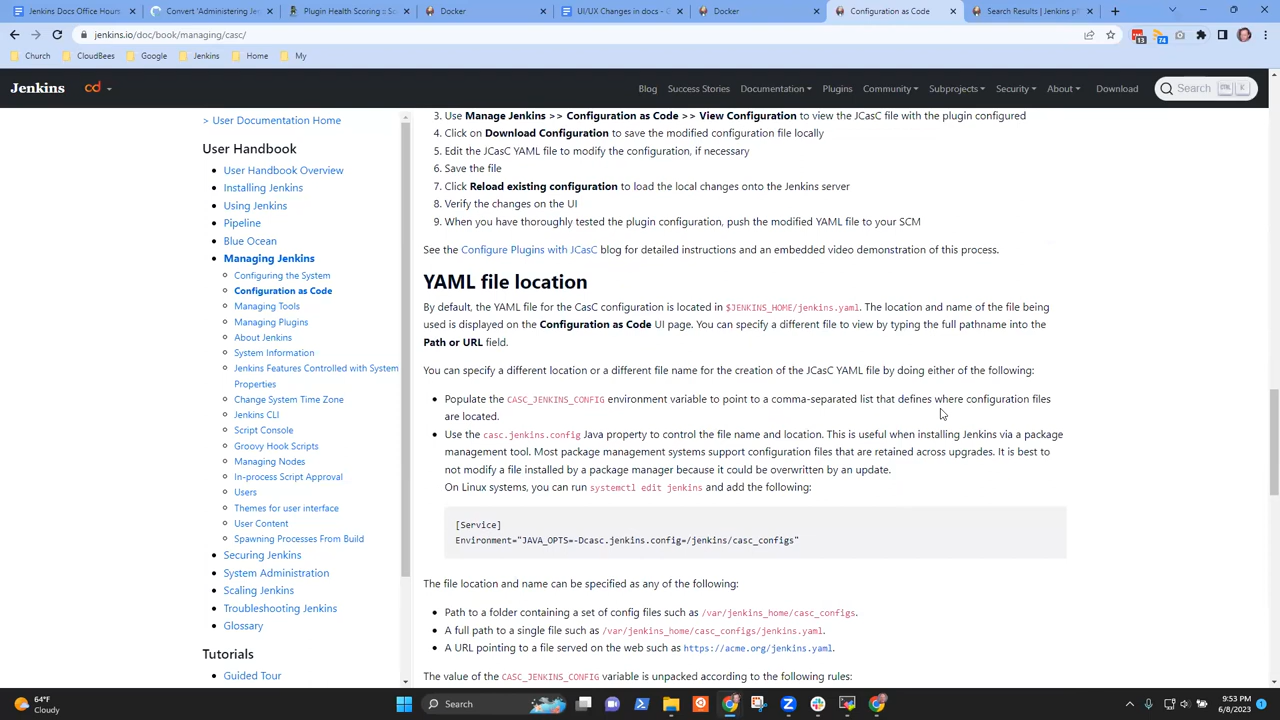 Jenkins Docs Office Hours
Convert 'Administering Je
Plugin Health Scoring :: S
Docker
UI/UX Changes in docs - D
Docker
Configuration as Code
Search Results | Jenkins p
jenkins.io/doc/book/managing/casc/
13
74
Church
CloudBees
Google
Jenkins
Home
My
Jenkins
cd
Blog
Success Stories
Documentation
Plugins
Community
Subprojects
Security
About
Download
Search
CTRL
K
> User Documentation Home
User Handbook
User Handbook Overview
Installing Jenkins
Using Jenkins
Pipeline
Blue Ocean
Managing Jenkins
Configuring the System
Configuration as Code
Managing Tools
Managing Plugins
About Jenkins
System Information
Jenkins Features Controlled with System
Properties
Change System Time Zone
Jenkins CLI
Script Console
Groovy Hook Scripts
Managing Nodes
In-process Script Approval
Users
Themes for user interface
User Content
Spawning Processes From Build
Securing Jenkins
System Administration
Scaling Jenkins
Troubleshooting Jenkins
Glossary
Tutorials
Guided Tour
3. Use Manage Jenkins >> Configuration as Code >> View Configuration to view the JCasC file with the plugin configured
4. Click on Download Configuration to save the modified configuration file locally
5. Edit the JCasC YAML file to modify the configuration, if necessary
6. Save the file
7. Click Reload existing configuration to load the local changes onto the Jenkins server
8. Verify the changes on the UI
9. When you have thoroughly tested the plugin configuration, push the modified YAML file to your SCM
See the Configure Plugins with JCasC blog for detailed instructions and an embedded video demonstration of this process.
YAML file location
By default, the YAML file for the CasC configuration is located in $JENKINS_HOME/jenkins.yaml. The location and name of the file being
used is displayed on the Configuration as Code UI page. You can specify a different file to view by typing the full pathname into the
Path or URL field.
You can specify a different location or a different file name for the creation of the JCasC YAML file by doing either of the following:
Populate the CASC_JENKINS_CONFIG environment variable to point to a comma-separated list that defines where configuration files
are located.
Use the casc.jenkins.config Java property to control the file name and location. This is useful when installing Jenkins via a package
management tool. Most package management systems support configuration files that are retained across upgrades. It is best to
not modify a file installed by a package manager because it could be overwritten by an update.
On Linux systems, you can run systemctl edit jenkins and add the following:
[Service]
Environment="JAVA_OPTS=-Dcasc.jenkins.config=/jenkins/casc_configs"
The file location and name can be specified as any of the following:
Path to a folder containing a set of config files such as /var/jenkins_home/casc_configs.
A full path to a single file such as /var/jenkins_home/casc_configs/jenkins.yaml.
A URL pointing to a file served on the web such as https://acme.org/jenkins.yaml.
The value of the CASC_JENKINS_CONFIG variable is unpacked according to the following rules:
64°F
Cloudy
Search
9:53 PM
6/8/2023